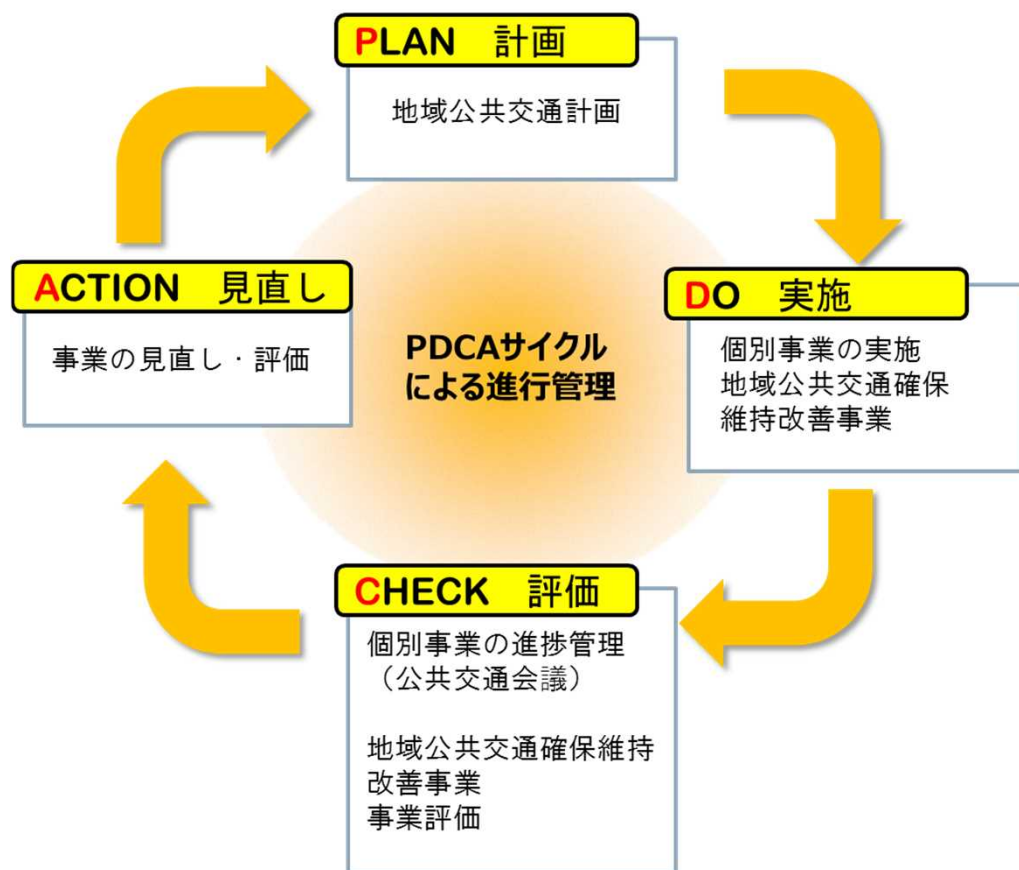 PLAN 計画
地域公共交通計画
DO 実施
個別事業の実施
地域公共交通確保
維持改善事業
CHECK 評価
個別事業の進捗管理
（公共交通会議）
地域公共交通確保維持
改善事業
事業評価
ACTION 見直し
事業の見直し・評価
PDCAサイクル
による進行管理